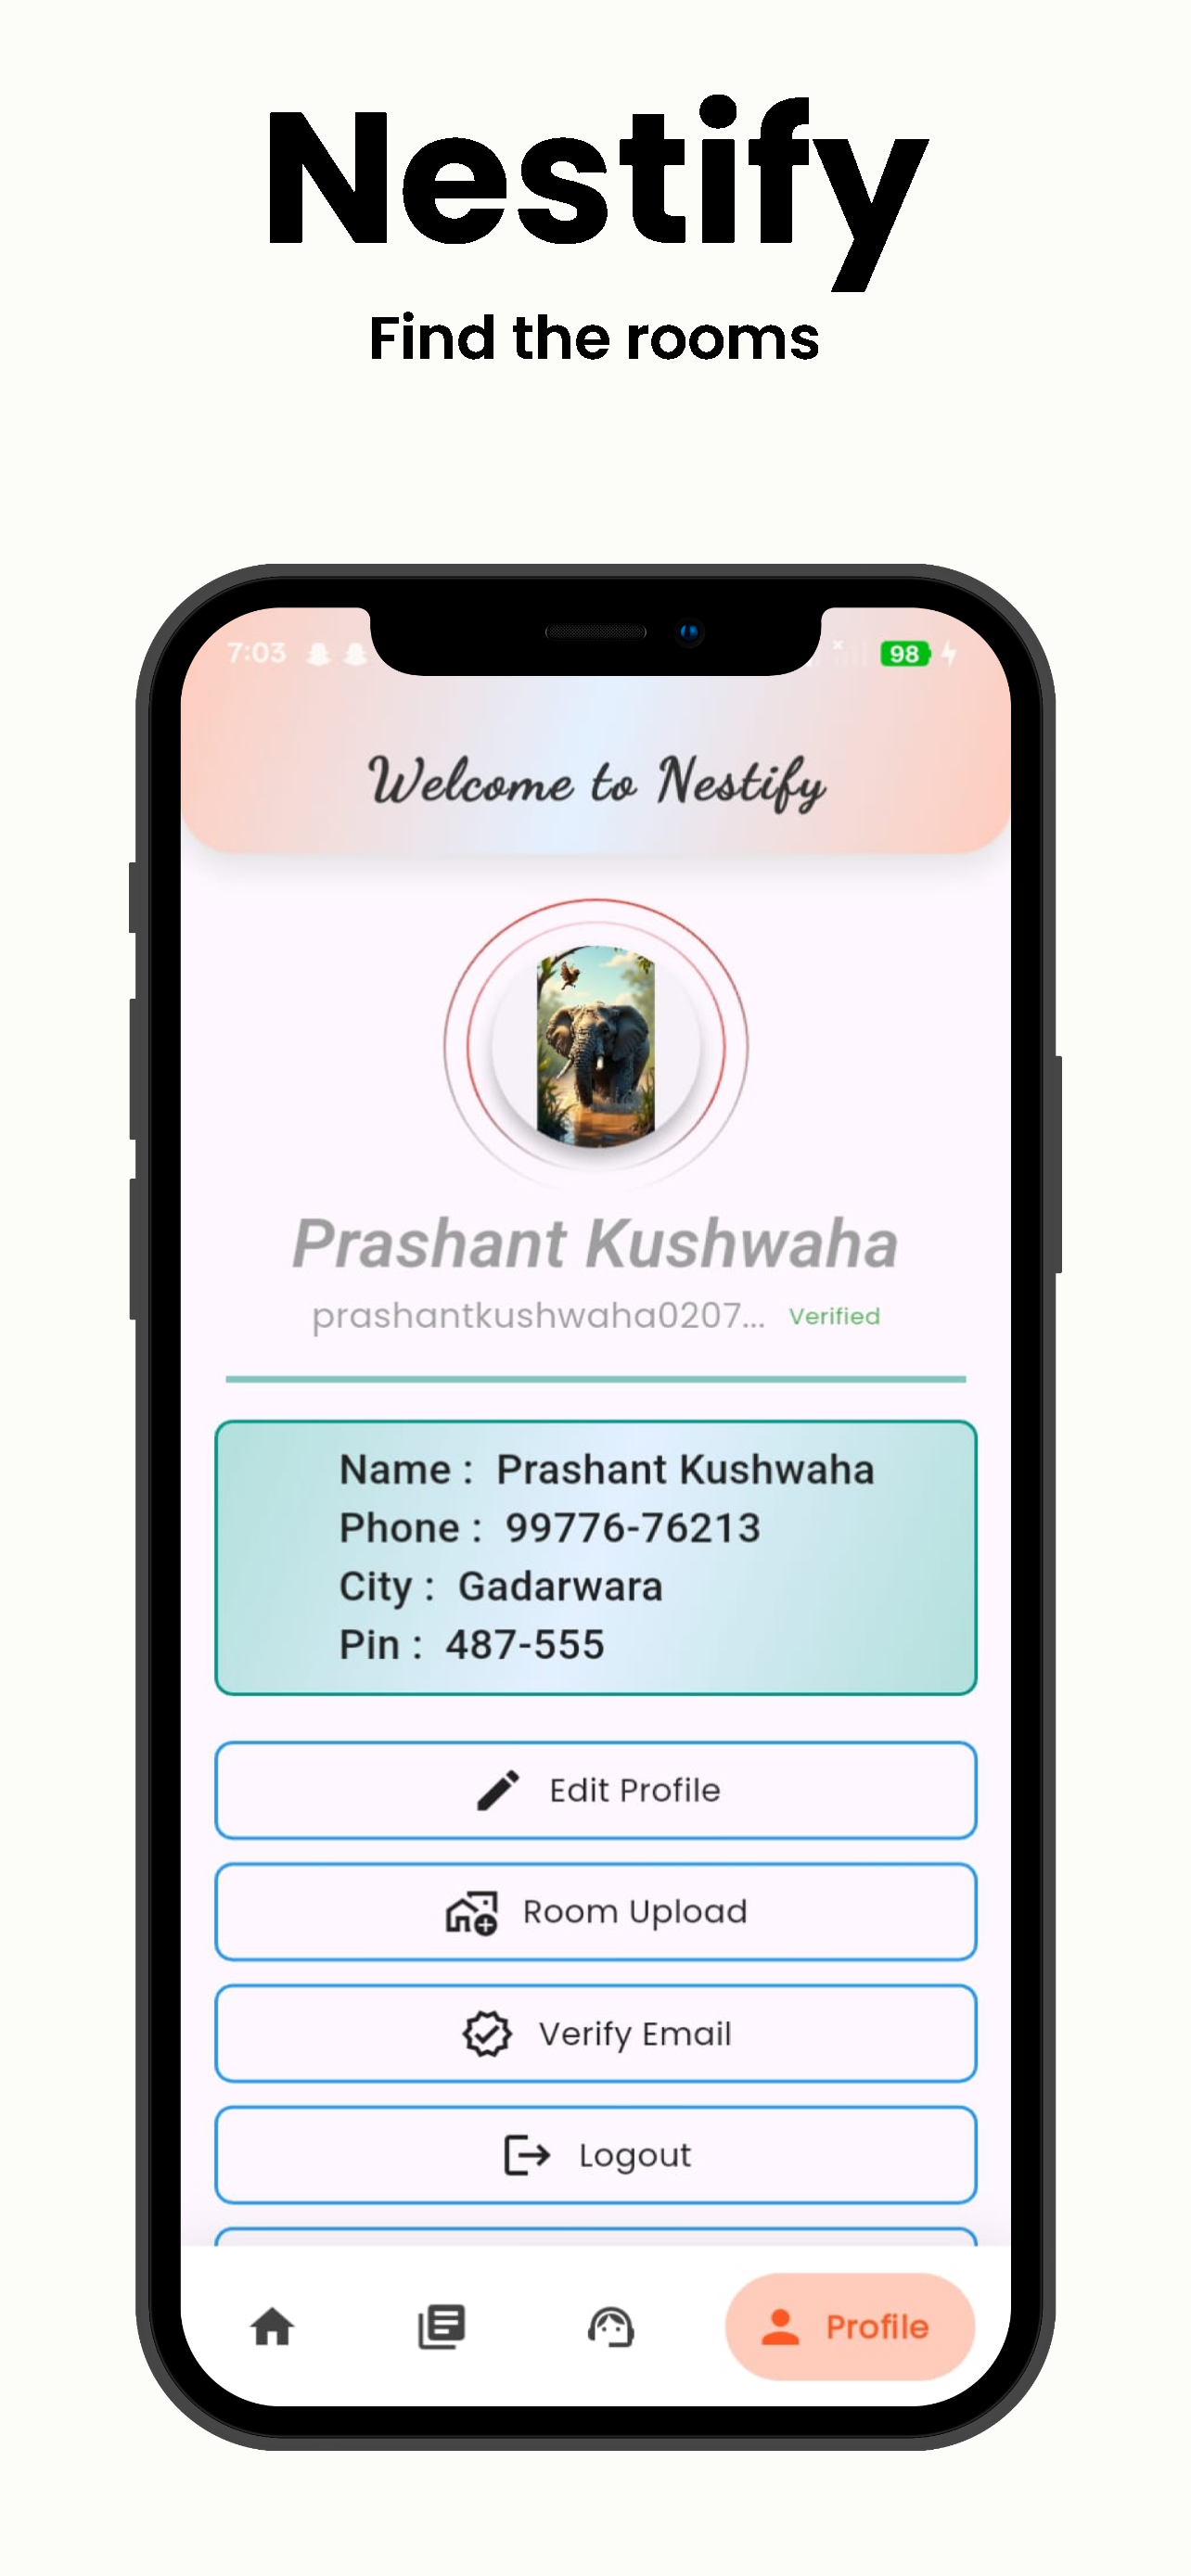 Nestify
Find the rooms
7:03
98
Welcome to Nestify
Prashant Kushwaha
prashantkushwaha0207... Verified
Name : Prashant Kushwaha
Phone : 99776-76213
City : Gadarwara
Pin : 487-555
Edit Profile
Room Upload
Verify Email
Logout
Profile